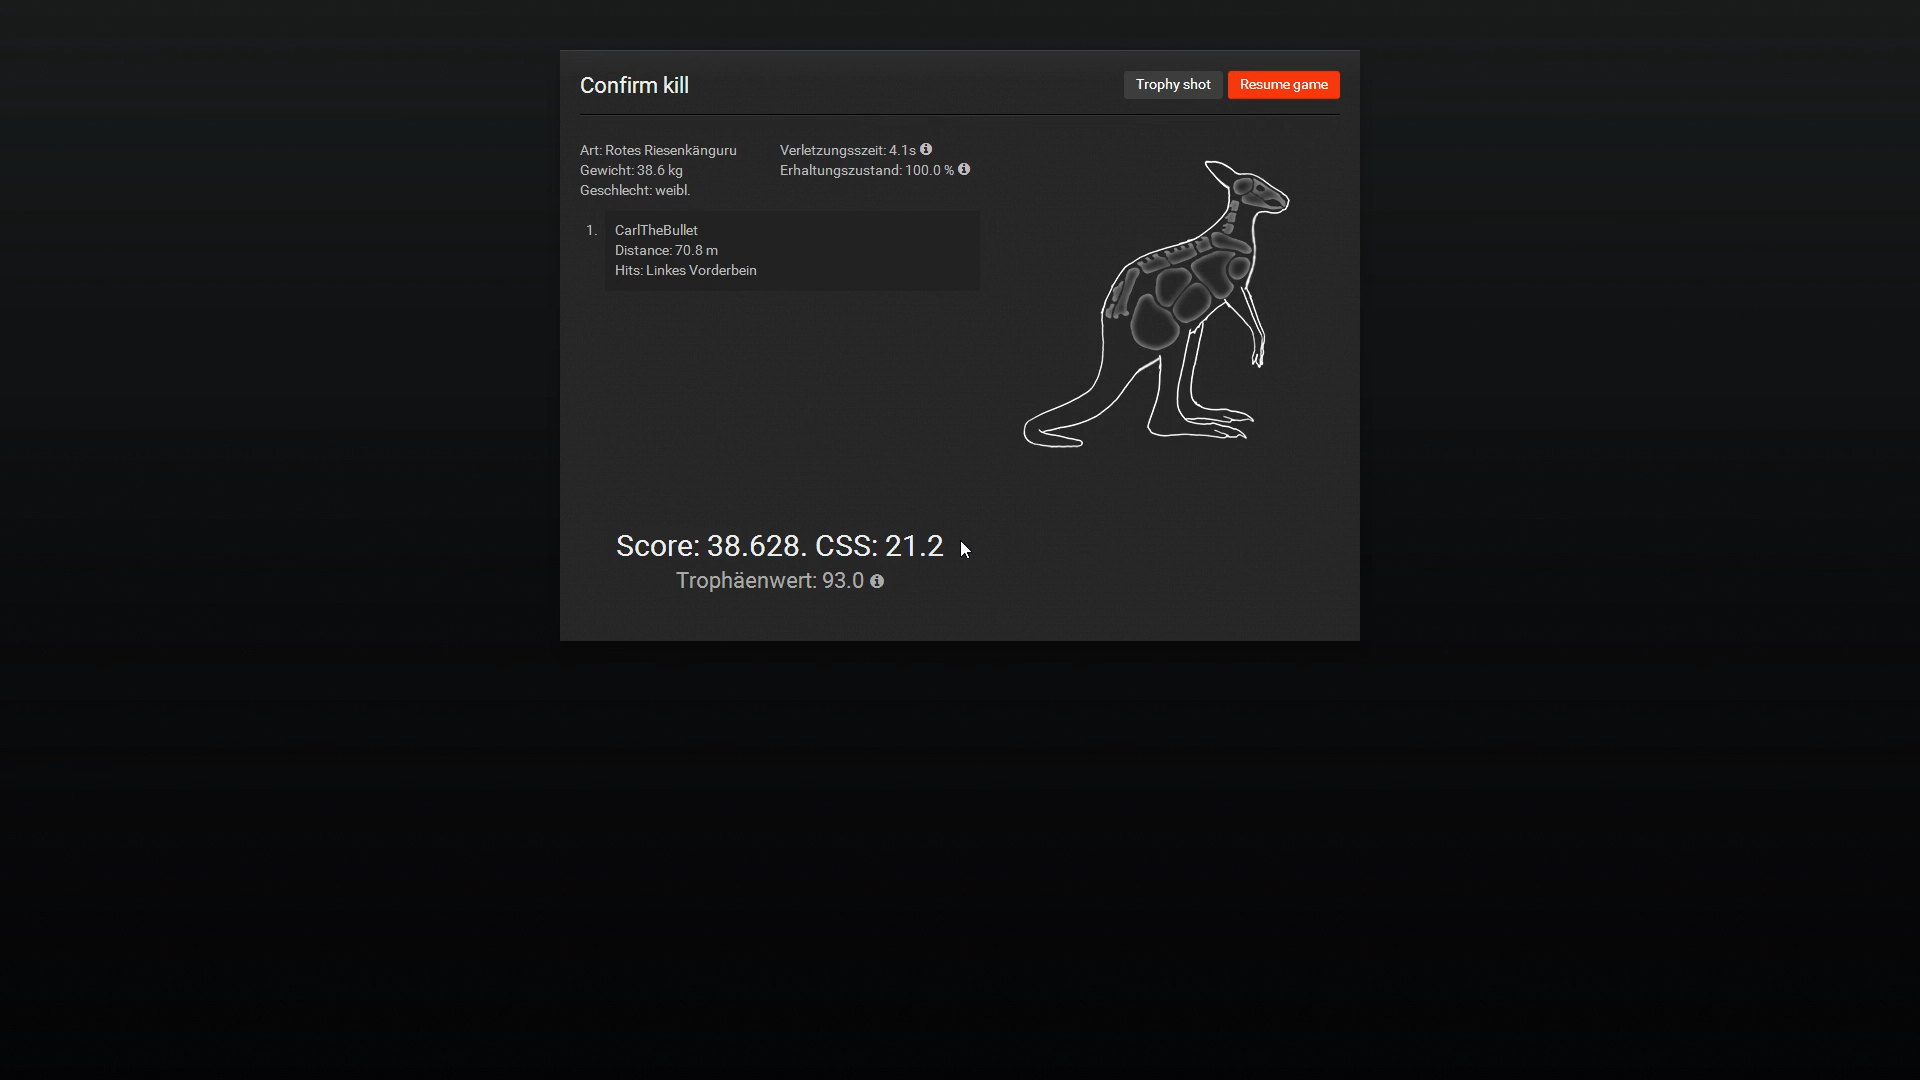 Confirm kill
Trophy shot
Resume game
Art: Rotes Riesenkänguru
Gewicht: 38.6 kg
Geschlecht: weibl.
Verletzungsszeit: 4.1s
Erhaltungszustand: 100.0 %
1. CarlTheBullet
Distance: 70.8 m
Hits: Linkes Vorderbein
Score: 38.628. CSS: 21.2
Trophäenwert: 93.0